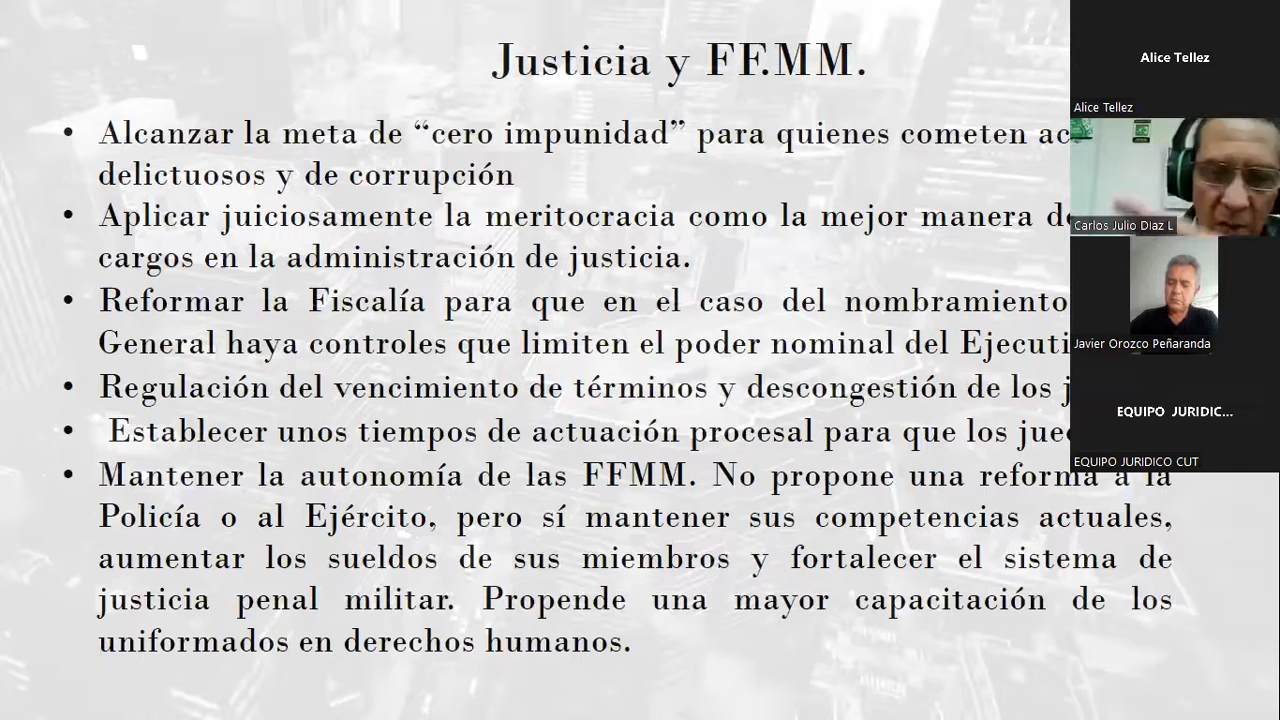 Justicia y FF.MM.
• Alcanzar la meta de “cero impunidad” para quienes cometen
delictuosos y de corrupción
• Aplicar juiciosamente la meritocracia como la mejor manera
cargos en la administración de justicia.
• Reformar la Fiscalía para que en el caso del nombramiento
General haya controles que limiten el poder nominal del
• Regulación del vencimiento de términos y descongestión de los
• Establecer unos tiempos de actuación procesal para que los
• Mantener la autonomía de las FFMM. No propone una reforma a la
Policía o al Ejército, pero sí mantener sus competencias actuales,
aumentar los sueldos de sus miembros y fortalecer el sistema de
justicia penal militar. Propende una mayor capacitación de los
uniformados en derechos humanos.
Alice Tellez
Alice Tellez
Carlos Julio Diaz L
Javier Orozco Peñaranda
EQUIPO JURIDIC...
EQUIPO JURIDICO CUT